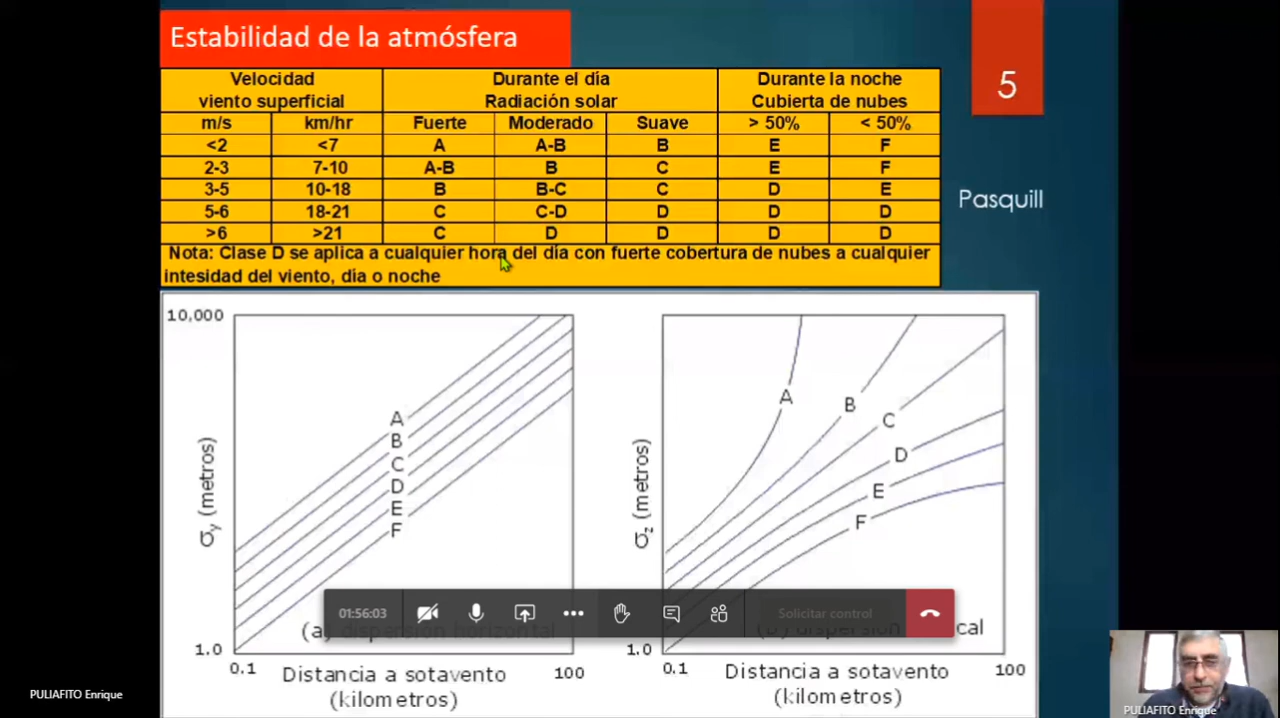 Estabilidad de la atmósfera
5
Velocidad viento superficial Durante el día Radiación solar Durante la noche Cubierta de nubes
m/s km/hr Fuerte Moderado Suave > 50% < 50%
<2 <7 A A-B B E F
2-3 7-10 A-B B C E F
3-5 10-18 B B-C C D E
5-6 18-21 C C-D D D D
>6 >21 C D D D D
Nota: Clase D se aplica a cualquier hora del día con fuerte cobertura de nubes a cualquier
intesidad del viento, dia o noche
Pasquill
10,000
σy (metros)
A
B
C
D
E
F
1.0
0.1
100
(a) dispersión horizontal
Distancia a sotavento
(kilometros)
σz (metros)
A
B
C
D
E
F
1.0
0.1
100
(b) dispersión cal
Distancia a sotavento
(kilometros)
01:56:03
Solicitar control
PULIAFITO Enrique
PULIAFITO Enrique